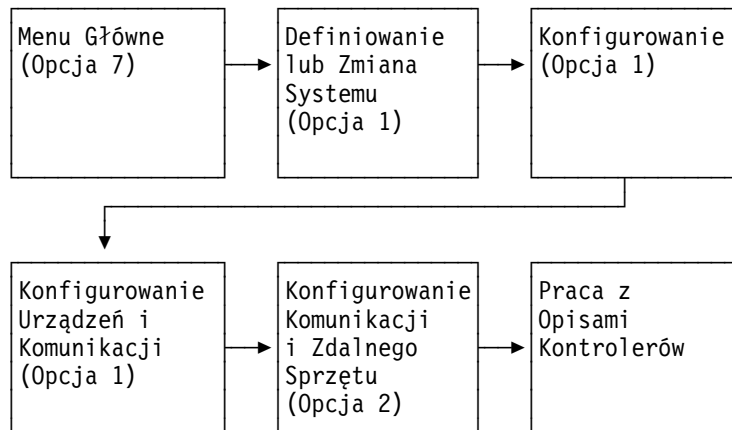 Menu Główne
(Opcja 7)
Definiowanie
lub Zmiana
Systemu
(Opcja 1)
Konfigurowanie
(Opcja 1)
Konfigurowanie
Urządzeń i
Komunikacji
(Opcja 1)
Konfigurowanie
Komunikacji
i Zdalnego
Sprzętu
(Opcja 2)
Praca z
Opisami
Kontrolerów